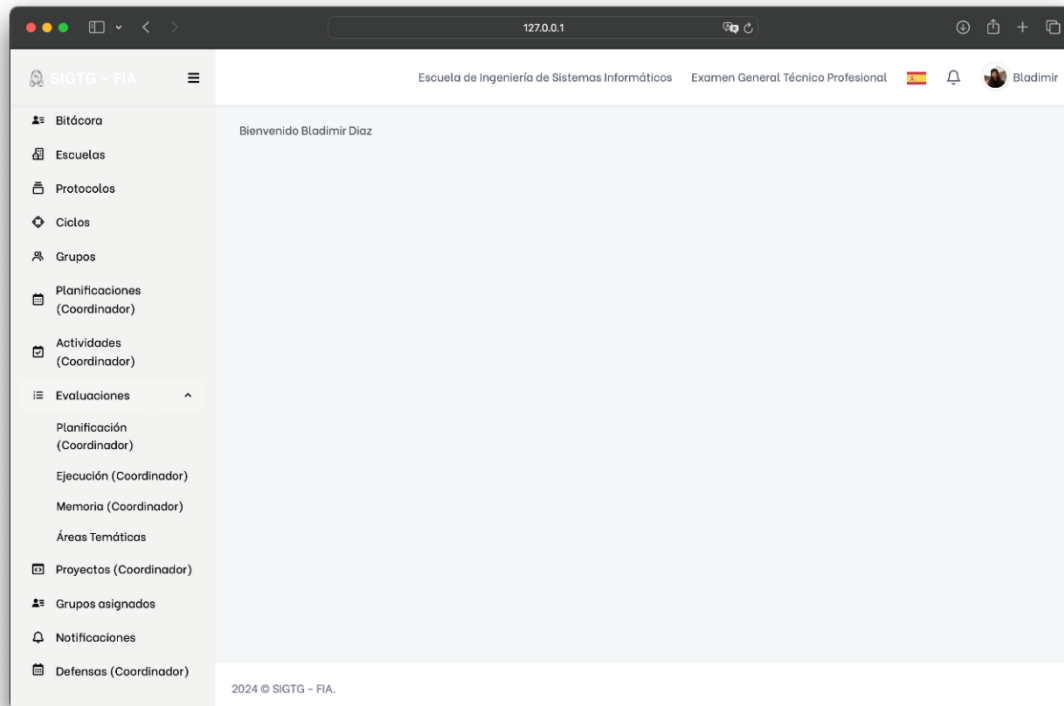 127.0.0.1
SIGTG - FIA
Escuela de Ingeniería de Sistemas Informáticos Examen General Técnico Profesional Bladimir
Bitácora
Escuelas
Protocolos
Ciclos
Grupos
Planificaciones
(Coordinador)
Actividades
(Coordinador)
Evaluaciones
Planificación
(Coordinador)
Ejecución (Coordinador)
Memoria (Coordinador)
Áreas Temáticas
Proyectos (Coordinador)
Grupos asignados
Notificaciones
Defensas (Coordinador)
Bienvenido Bladimir Diaz
2024 © SIGTG - FIA.